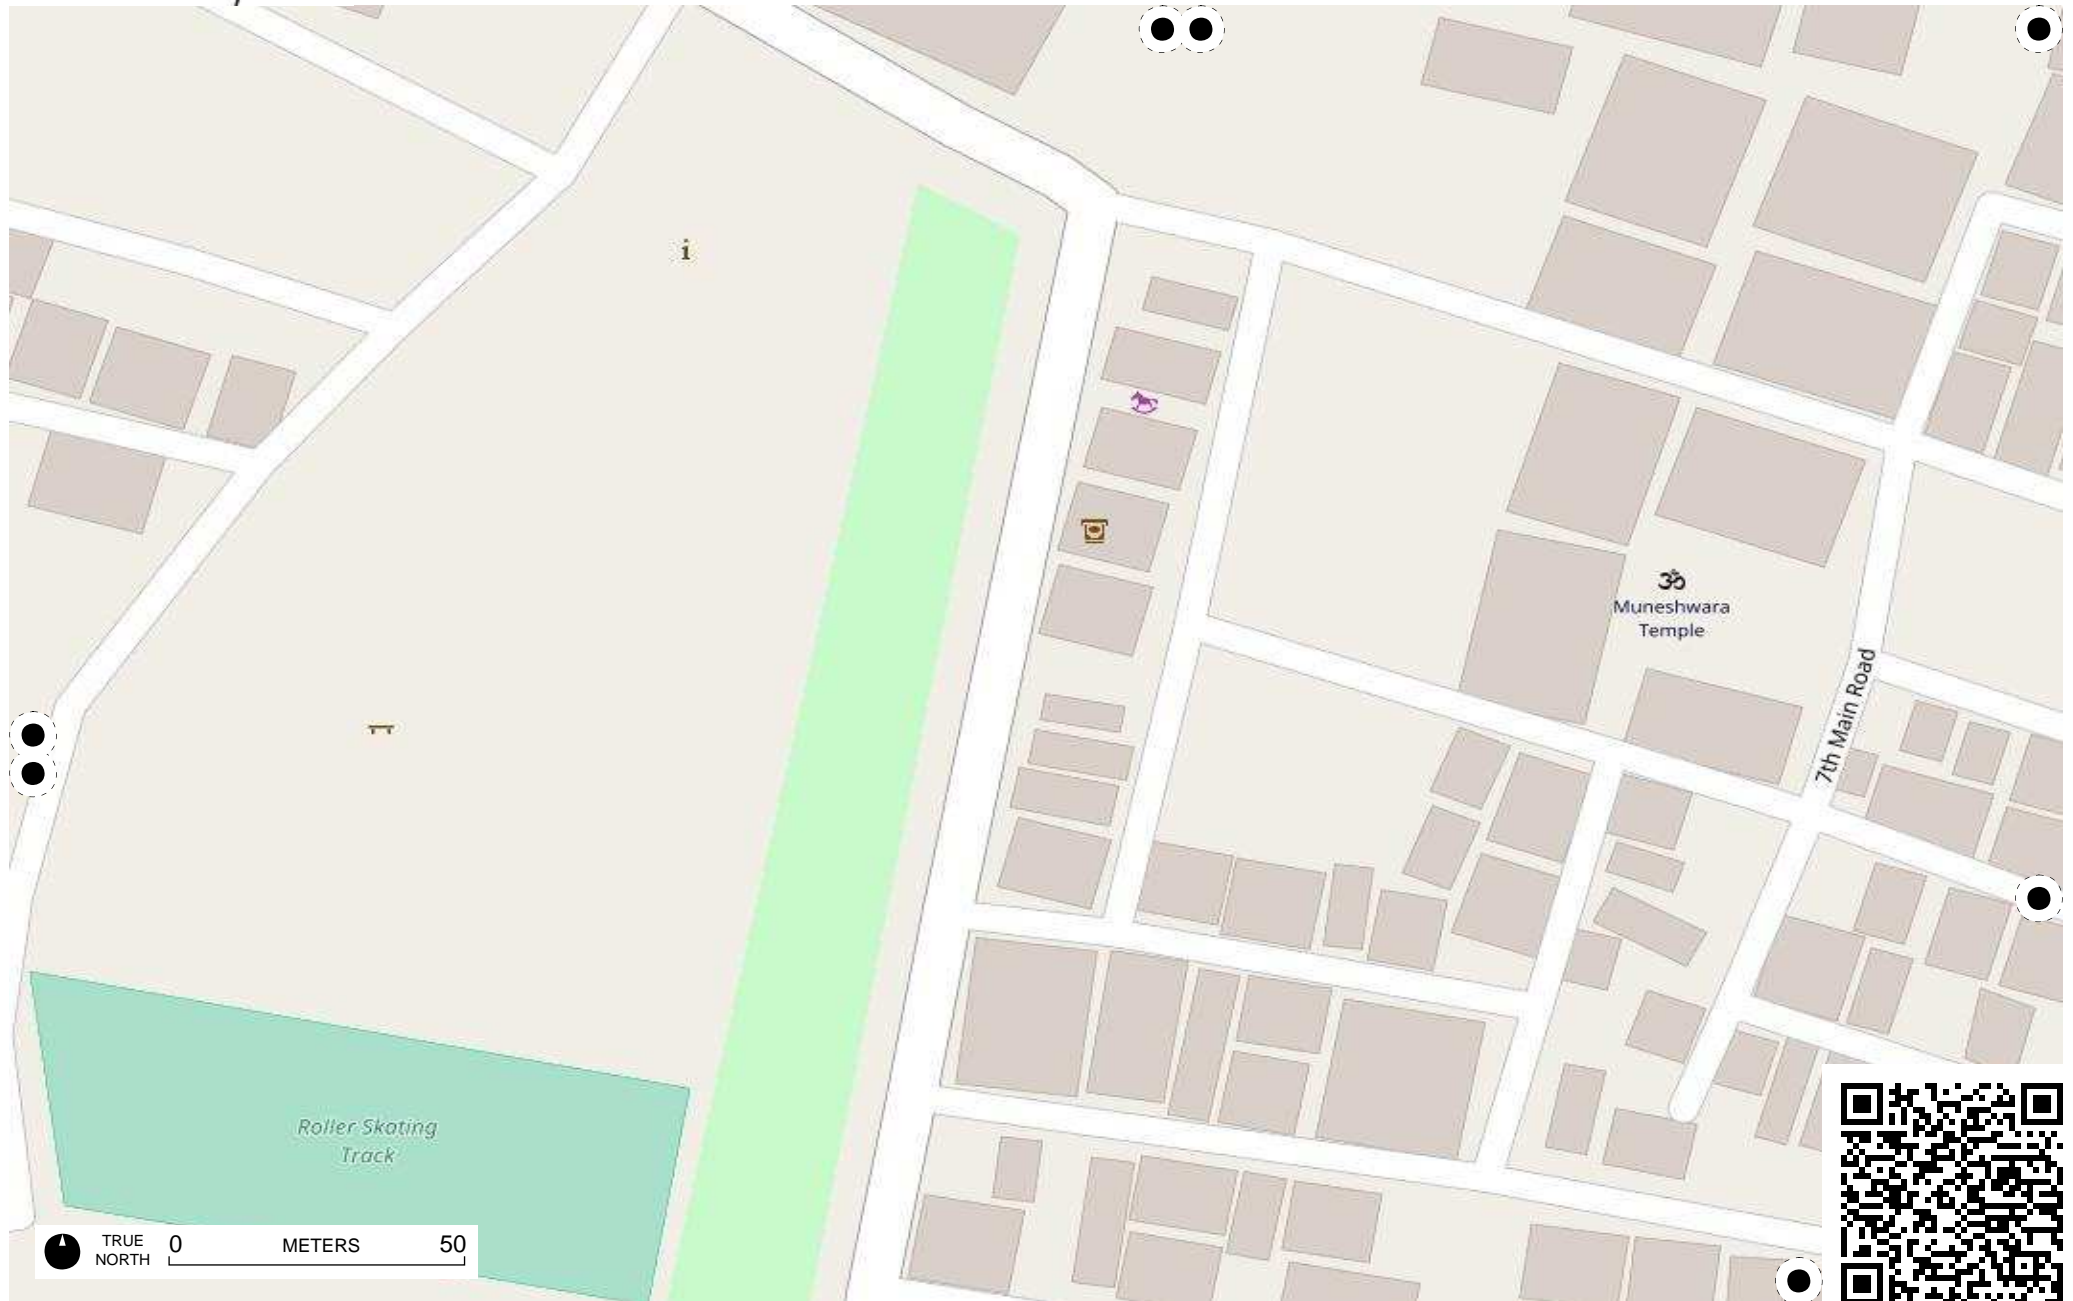 ॐ
Muneshwara
Temple
7th Main Road
Roller Skating
Track
TRUE
NORTH
0 METERS 50